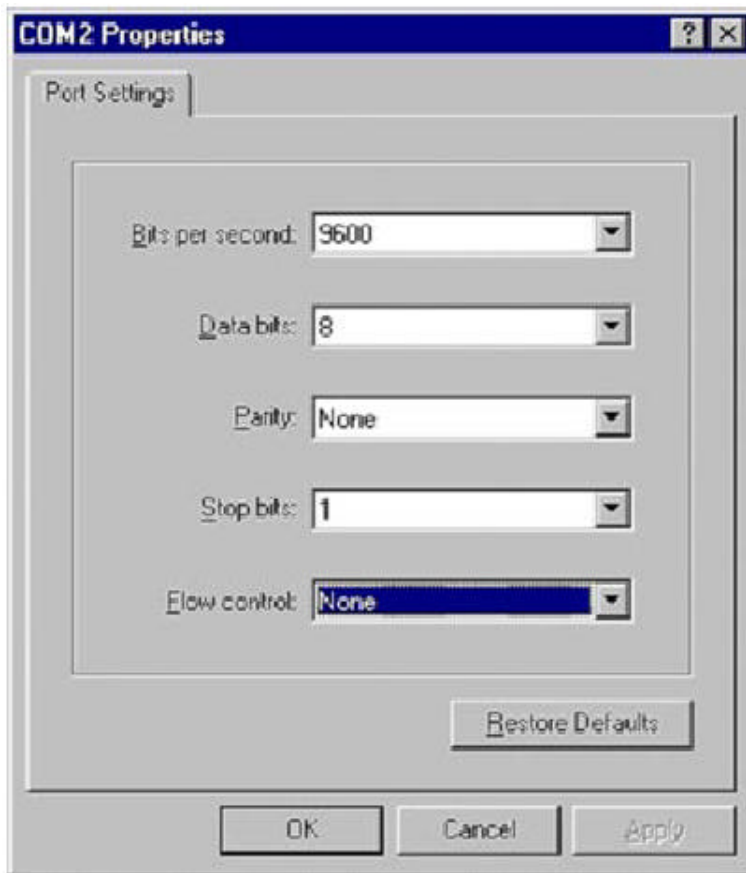 COM2 Properties
Port Settings
Bits per second: 9600
Data bits: 8
Parity: None
Stop bits: 1
Flow control: None
Restore Defaults
OK Cancel Apply